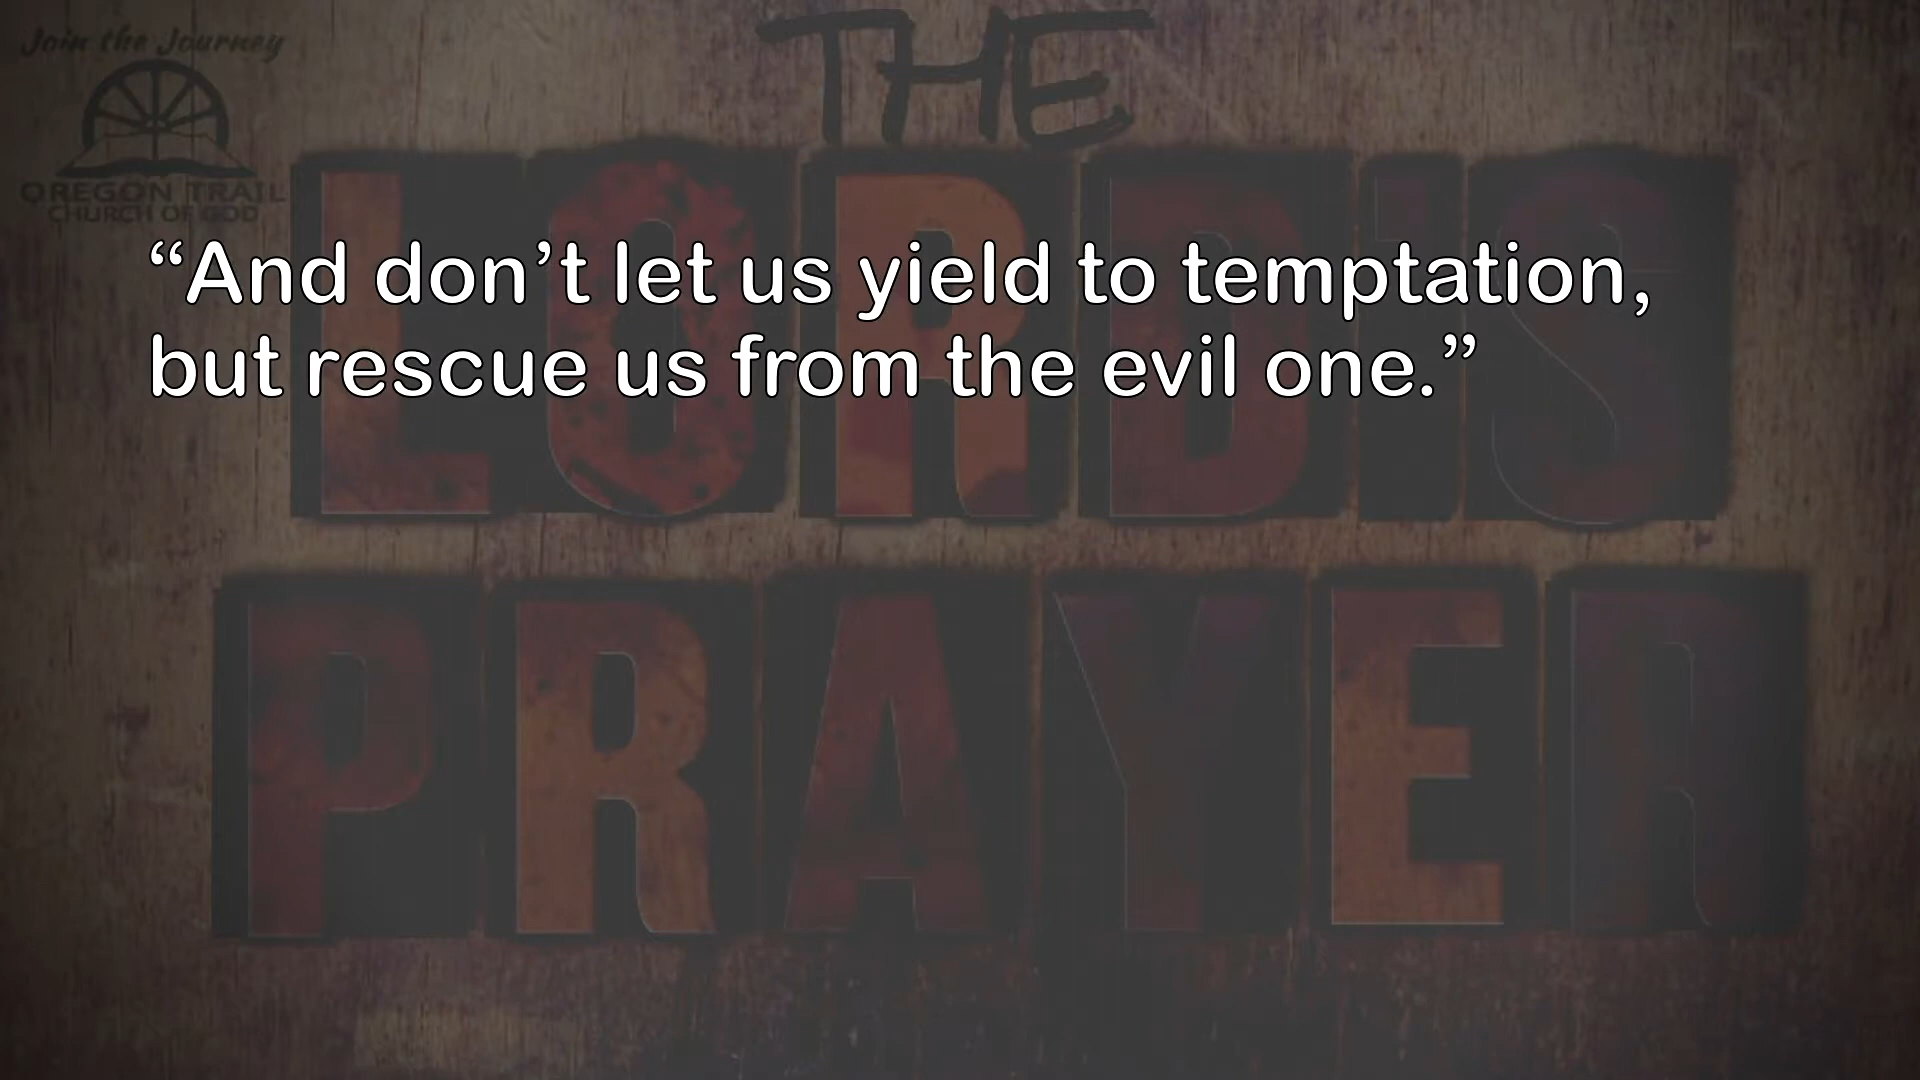 Join the Journey
OREGON TRAIL
CHURCH OF GOD
THE
LORD'S
PRAYER
“And don’t let us yield to temptation,
but rescue us from the evil one.”